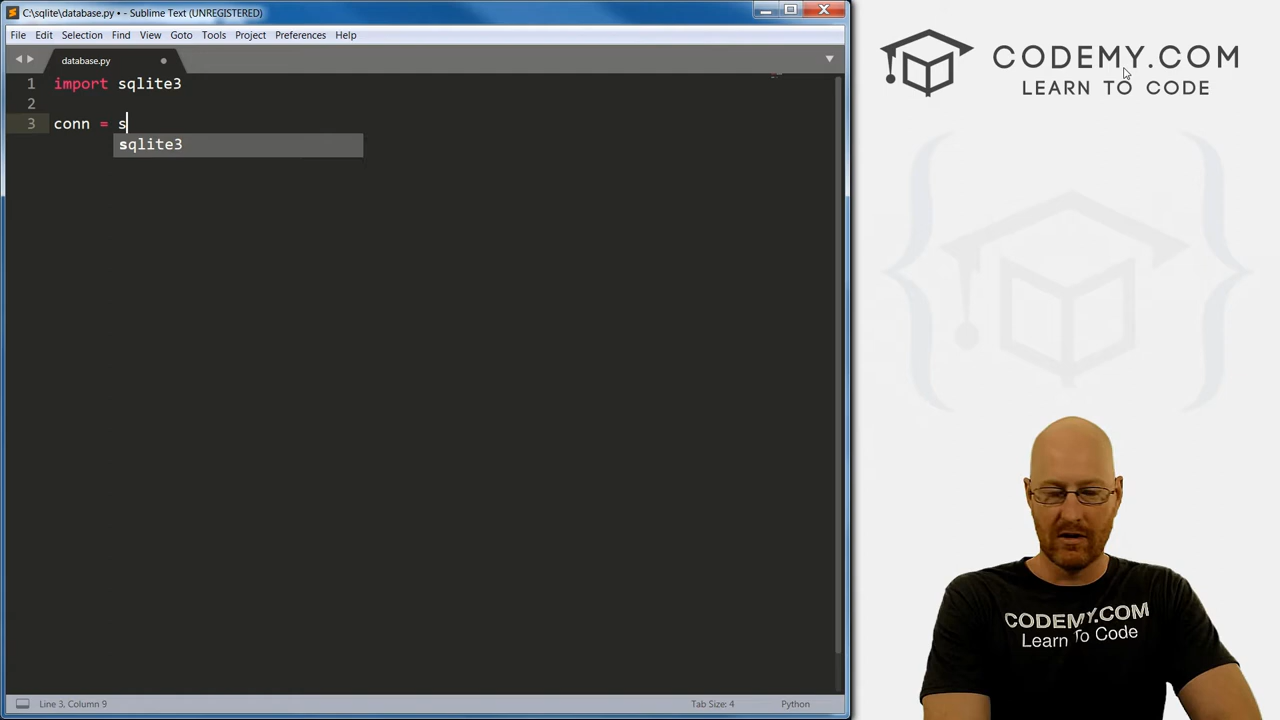 C:\sqlite\database.py • - Sublime Text (UNREGISTERED)
File Edit Selection Find View Goto Tools Project Preferences Help
database.py
1 import sqlite3
2
3 conn = s
sqlite3
Line 3, Column 9
Tab Size: 4
Python
CODEMY.COM
LEARN TO CODE
CODEMY.COM
Learn To Code